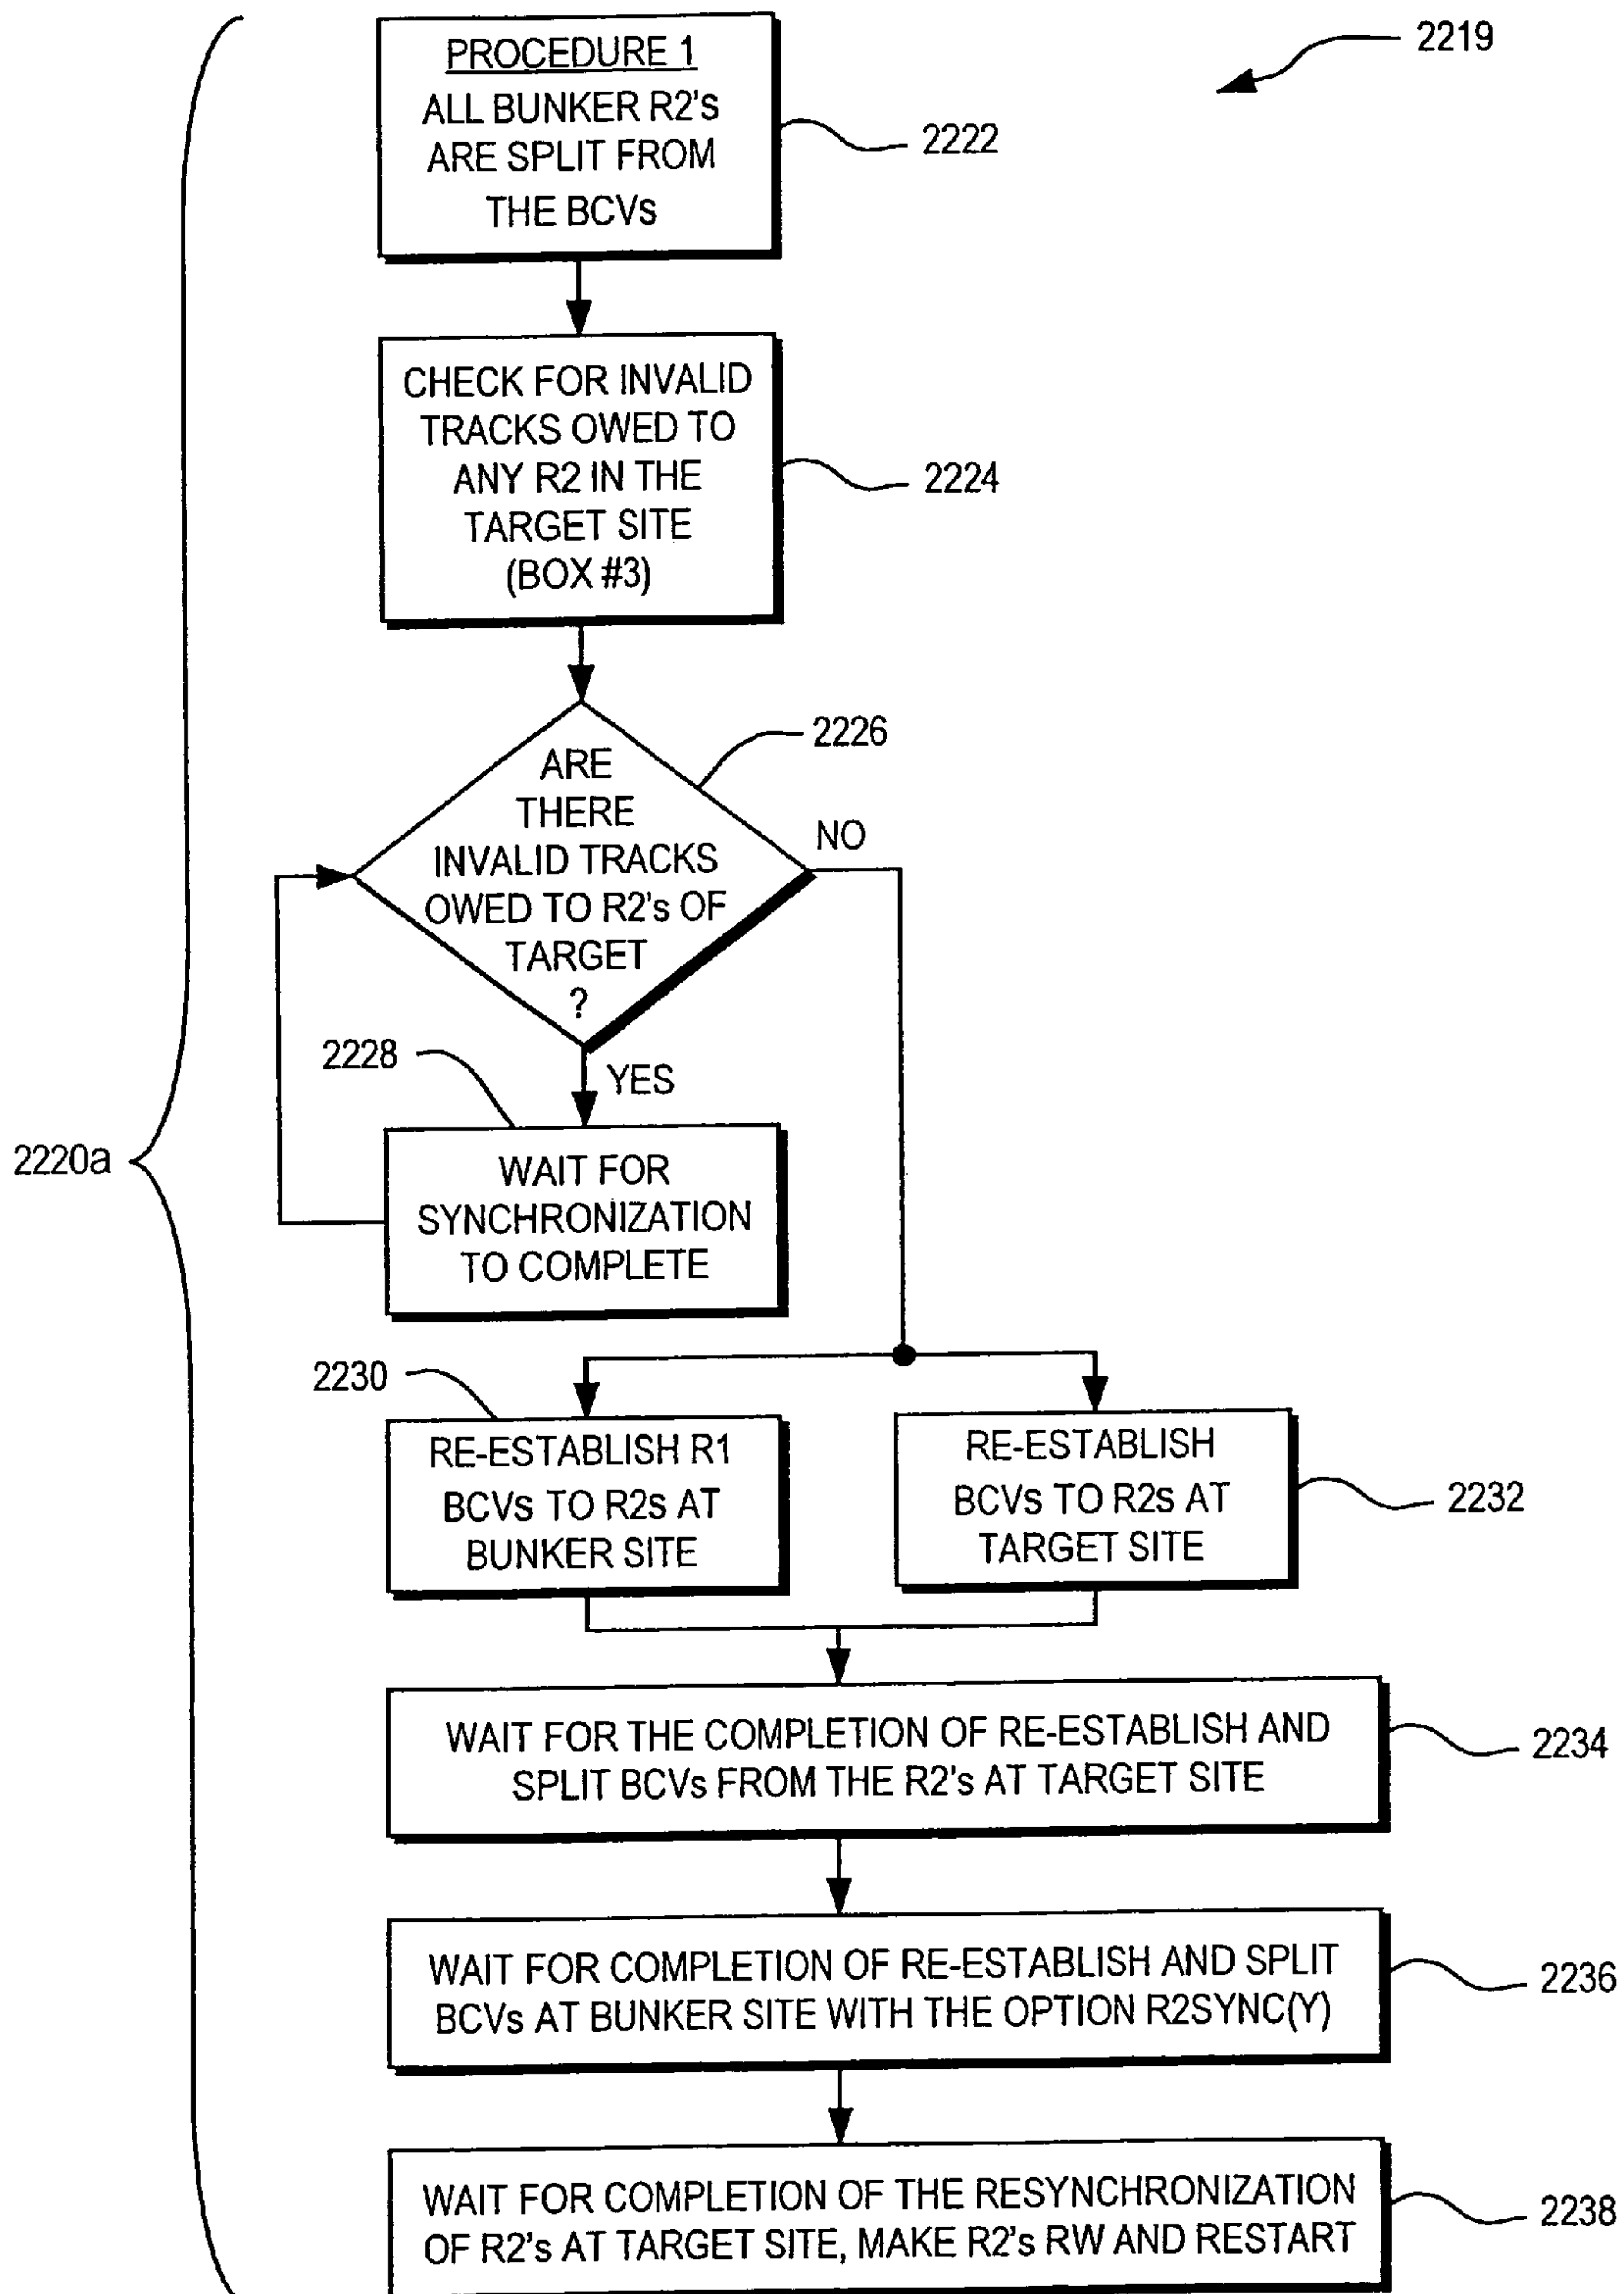 2219
PROCEDURE 1
ALL BUNKER R2's
ARE SPLIT FROM
THE BCVs
2222
CHECK FOR INVALID
TRACKS OWED TO
ANY R2 IN THE
TARGET SITE
(BOX #3)
2224
2226
ARE
THERE
INVALID TRACKS
OWED TO R2's OF
TARGET
?
NO
2228
YES
2220a
WAIT FOR
SYNCHRONIZATION
TO COMPLETE
2230
RE-ESTABLISH R1
BCVs TO R2s AT
BUNKER SITE
RE-ESTABLISH
BCVs TO R2s AT
TARGET SITE
2232
WAIT FOR THE COMPLETION OF RE-ESTABLISH AND
SPLIT BCVs FROM THE R2's AT TARGET SITE
2234
WAIT FOR COMPLETION OF RE-ESTABLISH AND SPLIT
BCVs AT BUNKER SITE WITH THE OPTION R2SYNC(Y)
2236
WAIT FOR COMPLETION OF THE RESYNCHRONIZATION
OF R2's AT TARGET SITE, MAKE R2's RW AND RESTART
2238